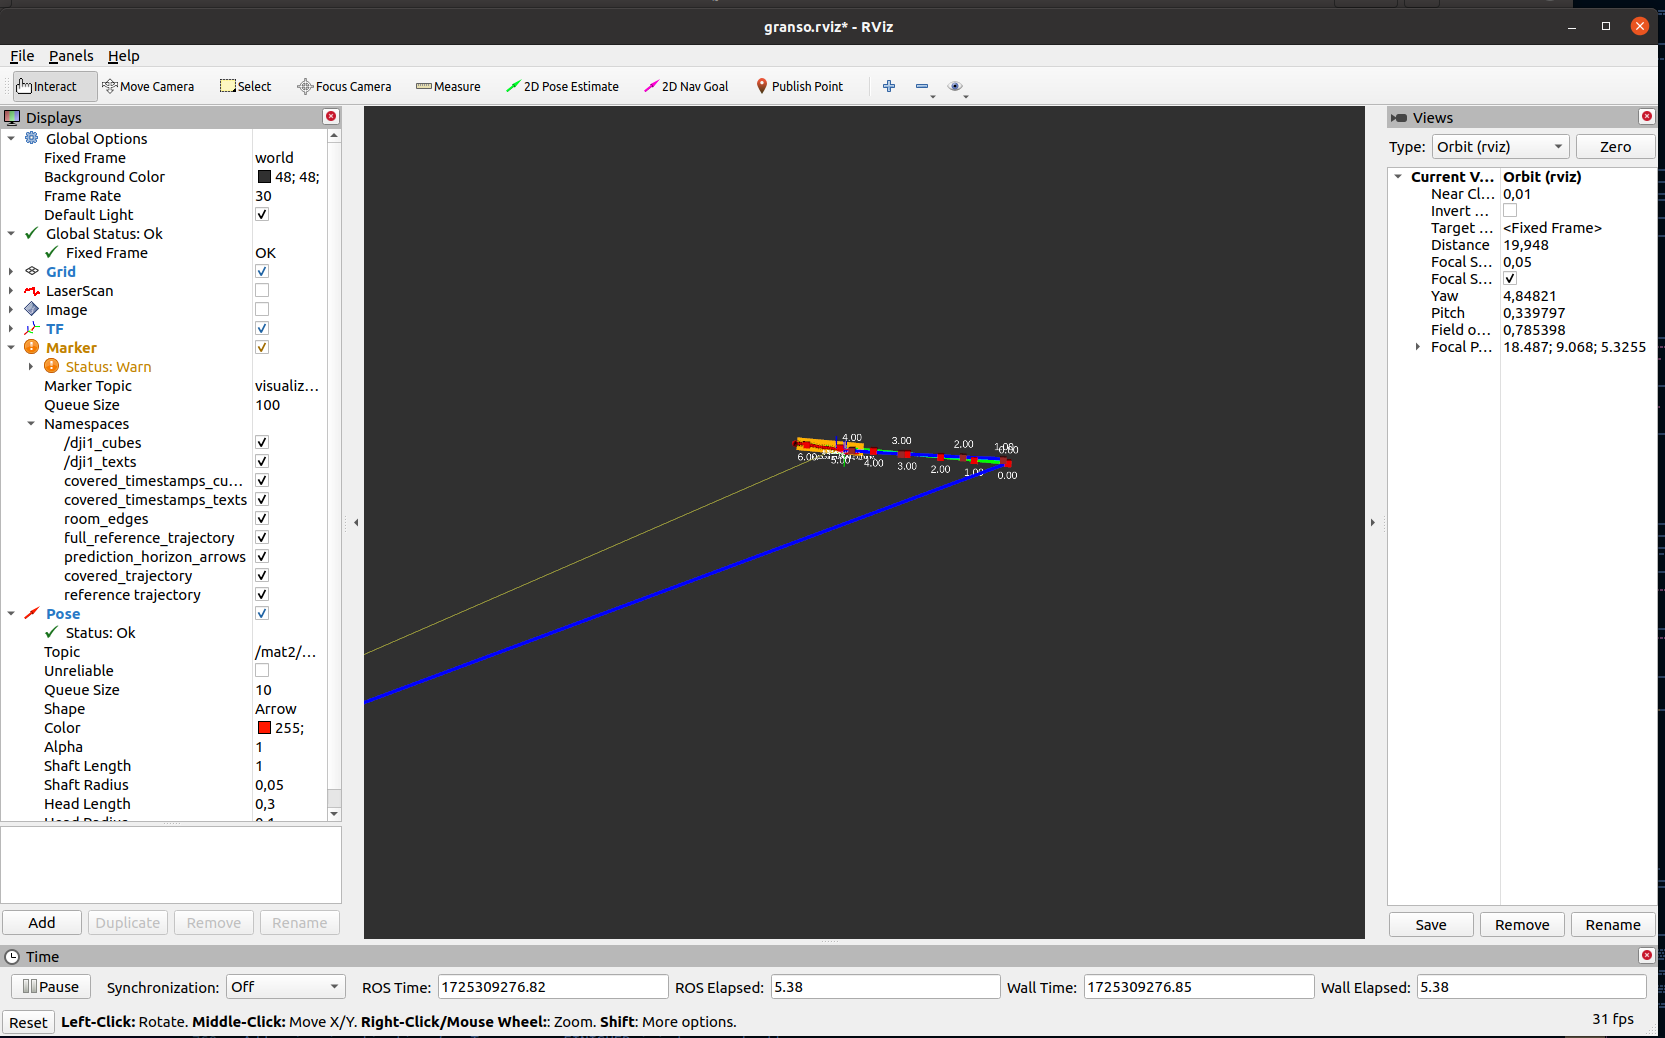 granso.rviz* - RViz
File Panels Help
Interact Move Camera Select Focus Camera Measure 2D Pose Estimate 2D Nav Goal Publish Point
Displays
Global Options
Fixed Frame world
Background Color 48; 48;
Frame Rate 30
Default Light
Global Status: Ok
Fixed Frame OK
Grid
LaserScan
Image
TF
Marker
Status: Warn
Marker Topic visualiz...
Queue Size 100
Namespaces
/dji1_cubes
/dji1_texts
covered_timestamps_cu...
covered_timestamps_texts
room_edges
full_reference_trajectory
prediction_horizon_arrows
covered_trajectory
reference trajectory
Pose
Status: Ok
Topic /mat2/...
Unreliable
Queue Size 10
Shape Arrow
Color 255;
Alpha 1
Shaft Length 1
Shaft Radius 0,05
Head Length 0,3
Head Radius 0,1
Add Duplicate Remove Rename
4.00 3.00 2.00 1.00
0.00
6.00 5.00 4.00 3.00 2.00 1.00 0.00
Views
Type: Orbit (rviz) Zero
Current V... Orbit (rviz)
Near Cl... 0,01
Invert ...
Target ... <Fixed Frame>
Distance 19,948
Focal S... 0,05
Focal S...
Yaw 4,84821
Pitch 0,339797
Field o... 0,785398
Focal P... 18.487; 9.068; 5.3255
Save Remove Rename
Time
Pause Synchronization: Off ROS Time: 1725309276.82 ROS Elapsed: 5.38 Wall Time: 1725309276.85 Wall Elapsed: 5.38
Reset Left-Click: Rotate. Middle-Click: Move X/Y. Right-Click/Mouse Wheel:: Zoom. Shift: More options. 31 fps